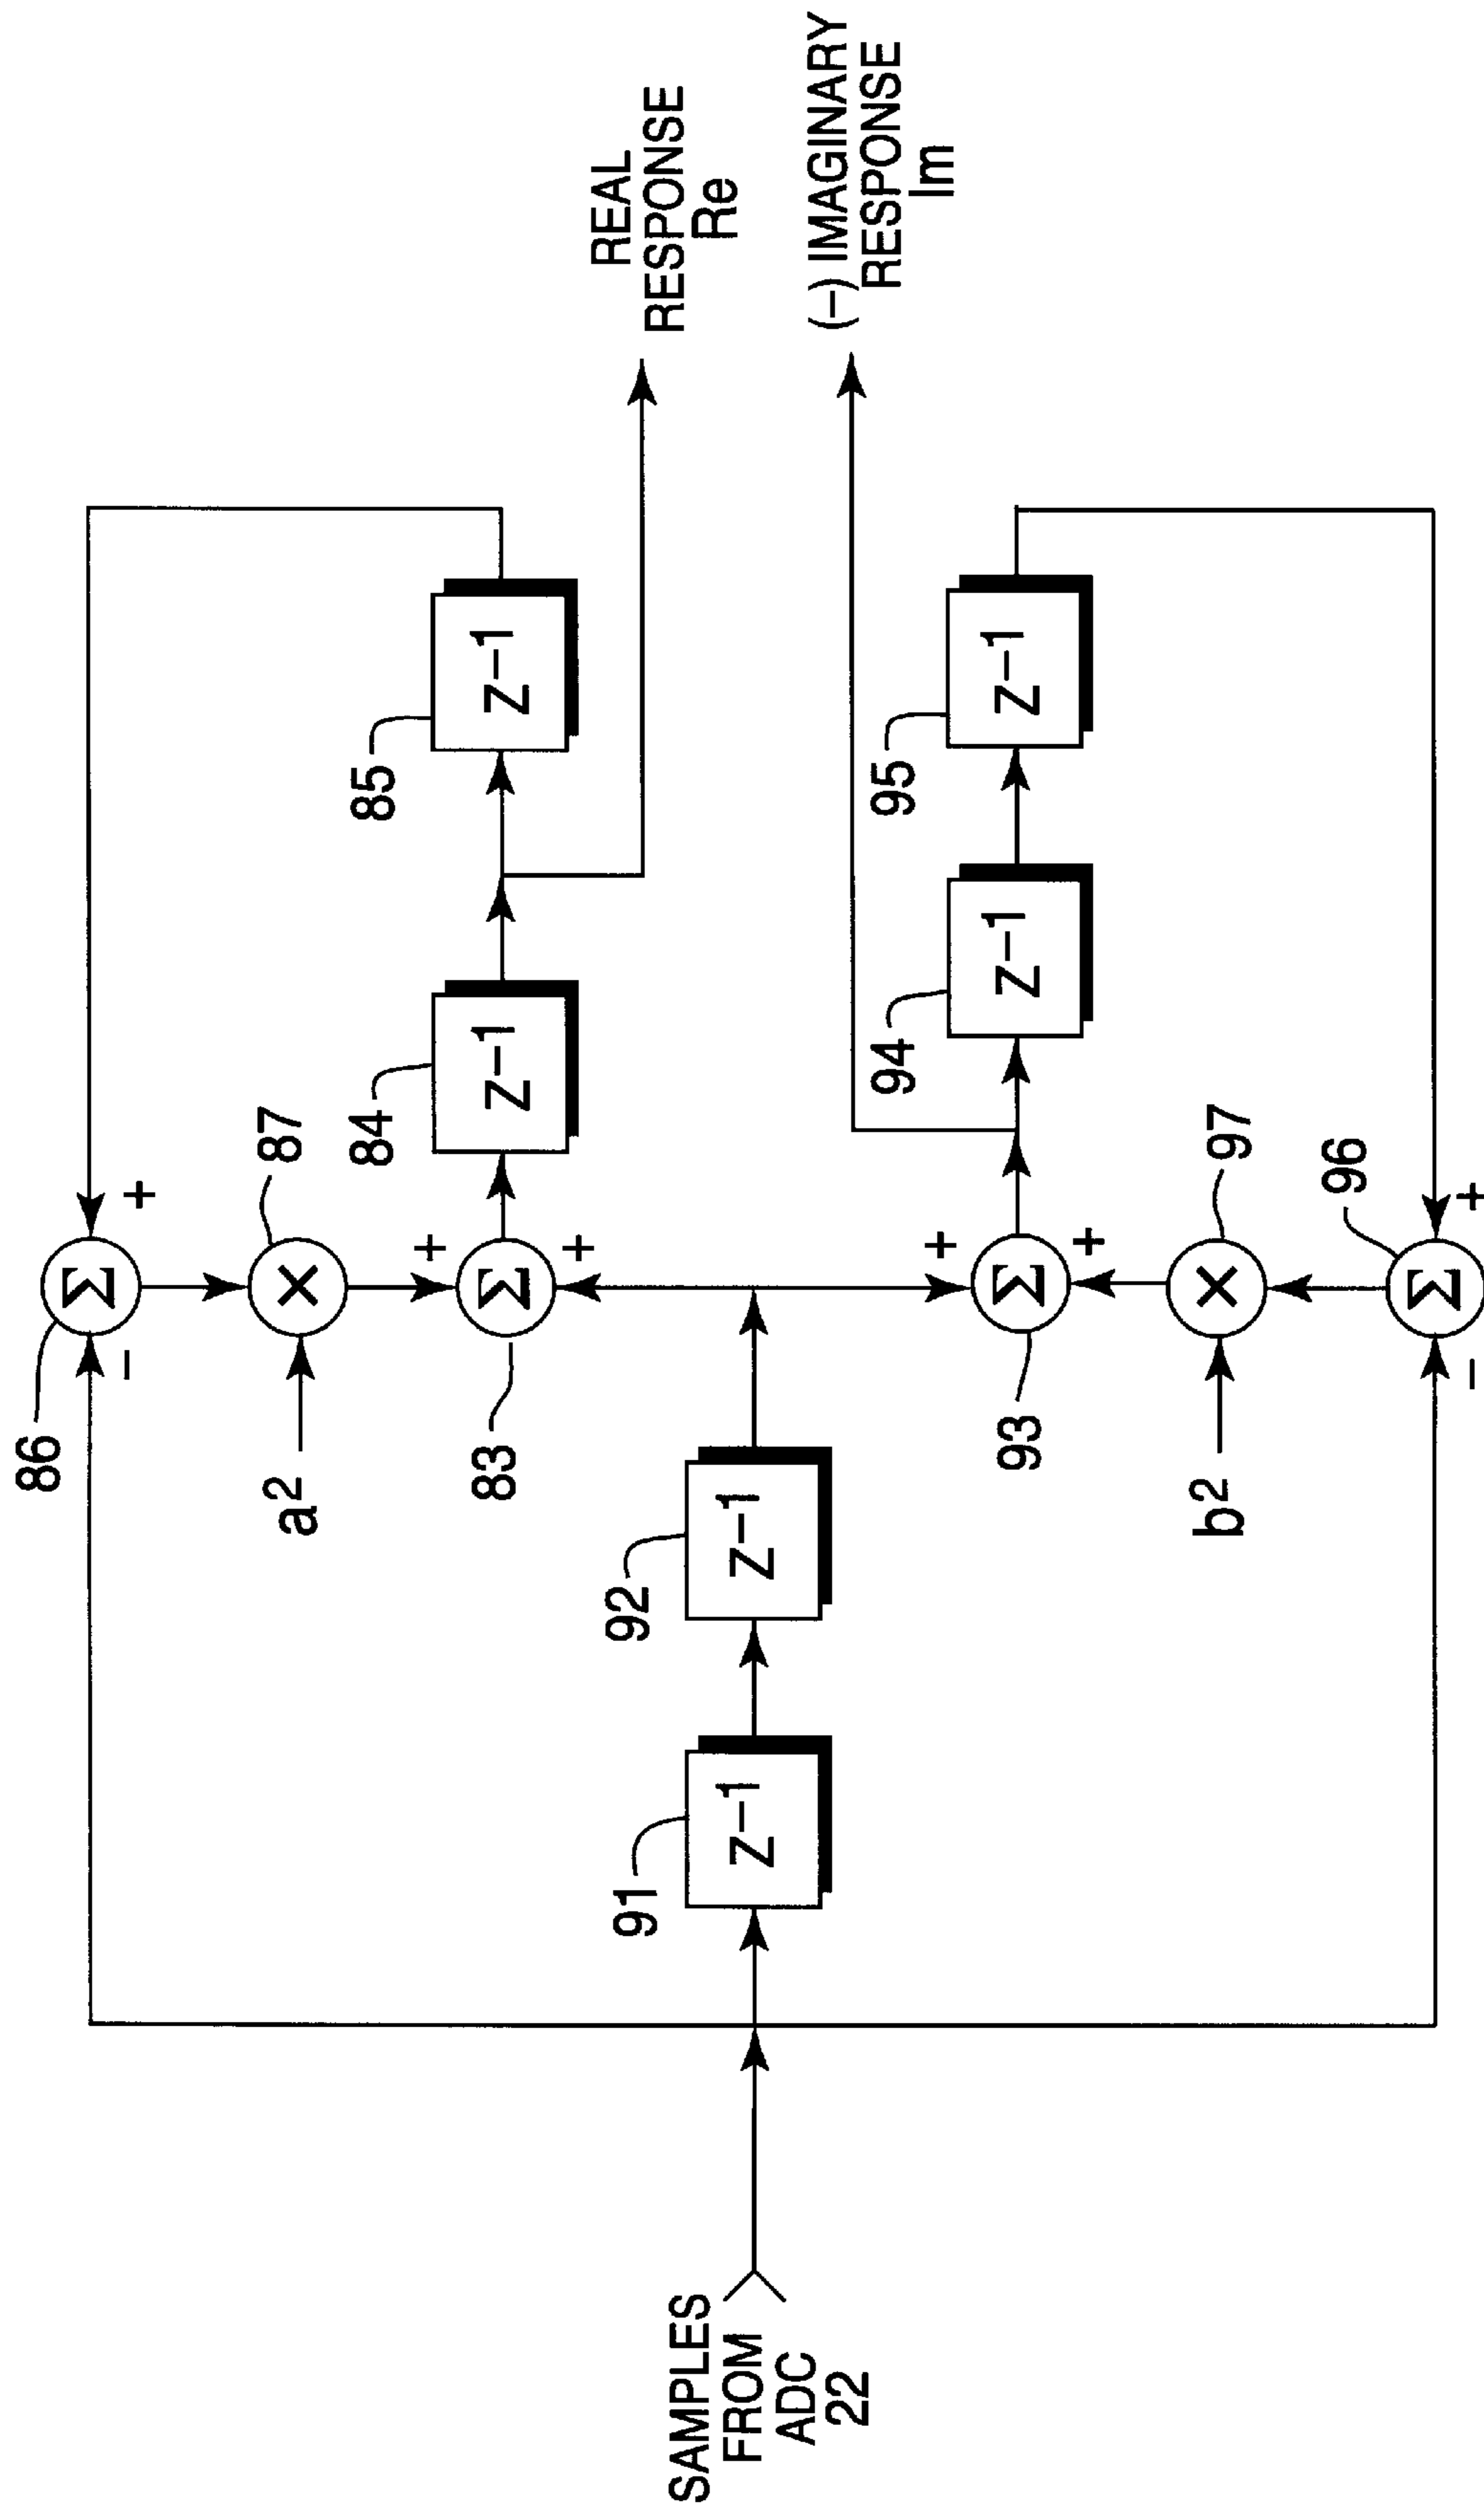 SAMPLES
FROM
ADC
22
91
z⁻¹
92
z⁻¹
86
Σ
+
−
a²
87
×
83
Σ
+
+
84
z⁻¹
85
z⁻¹
REAL
RESPONSE
Re
93
Σ
+
+
94
z⁻¹
95
z⁻¹
(−) IMAGINARY
RESPONSE
Im
b²
97
×
96
Σ
+
−